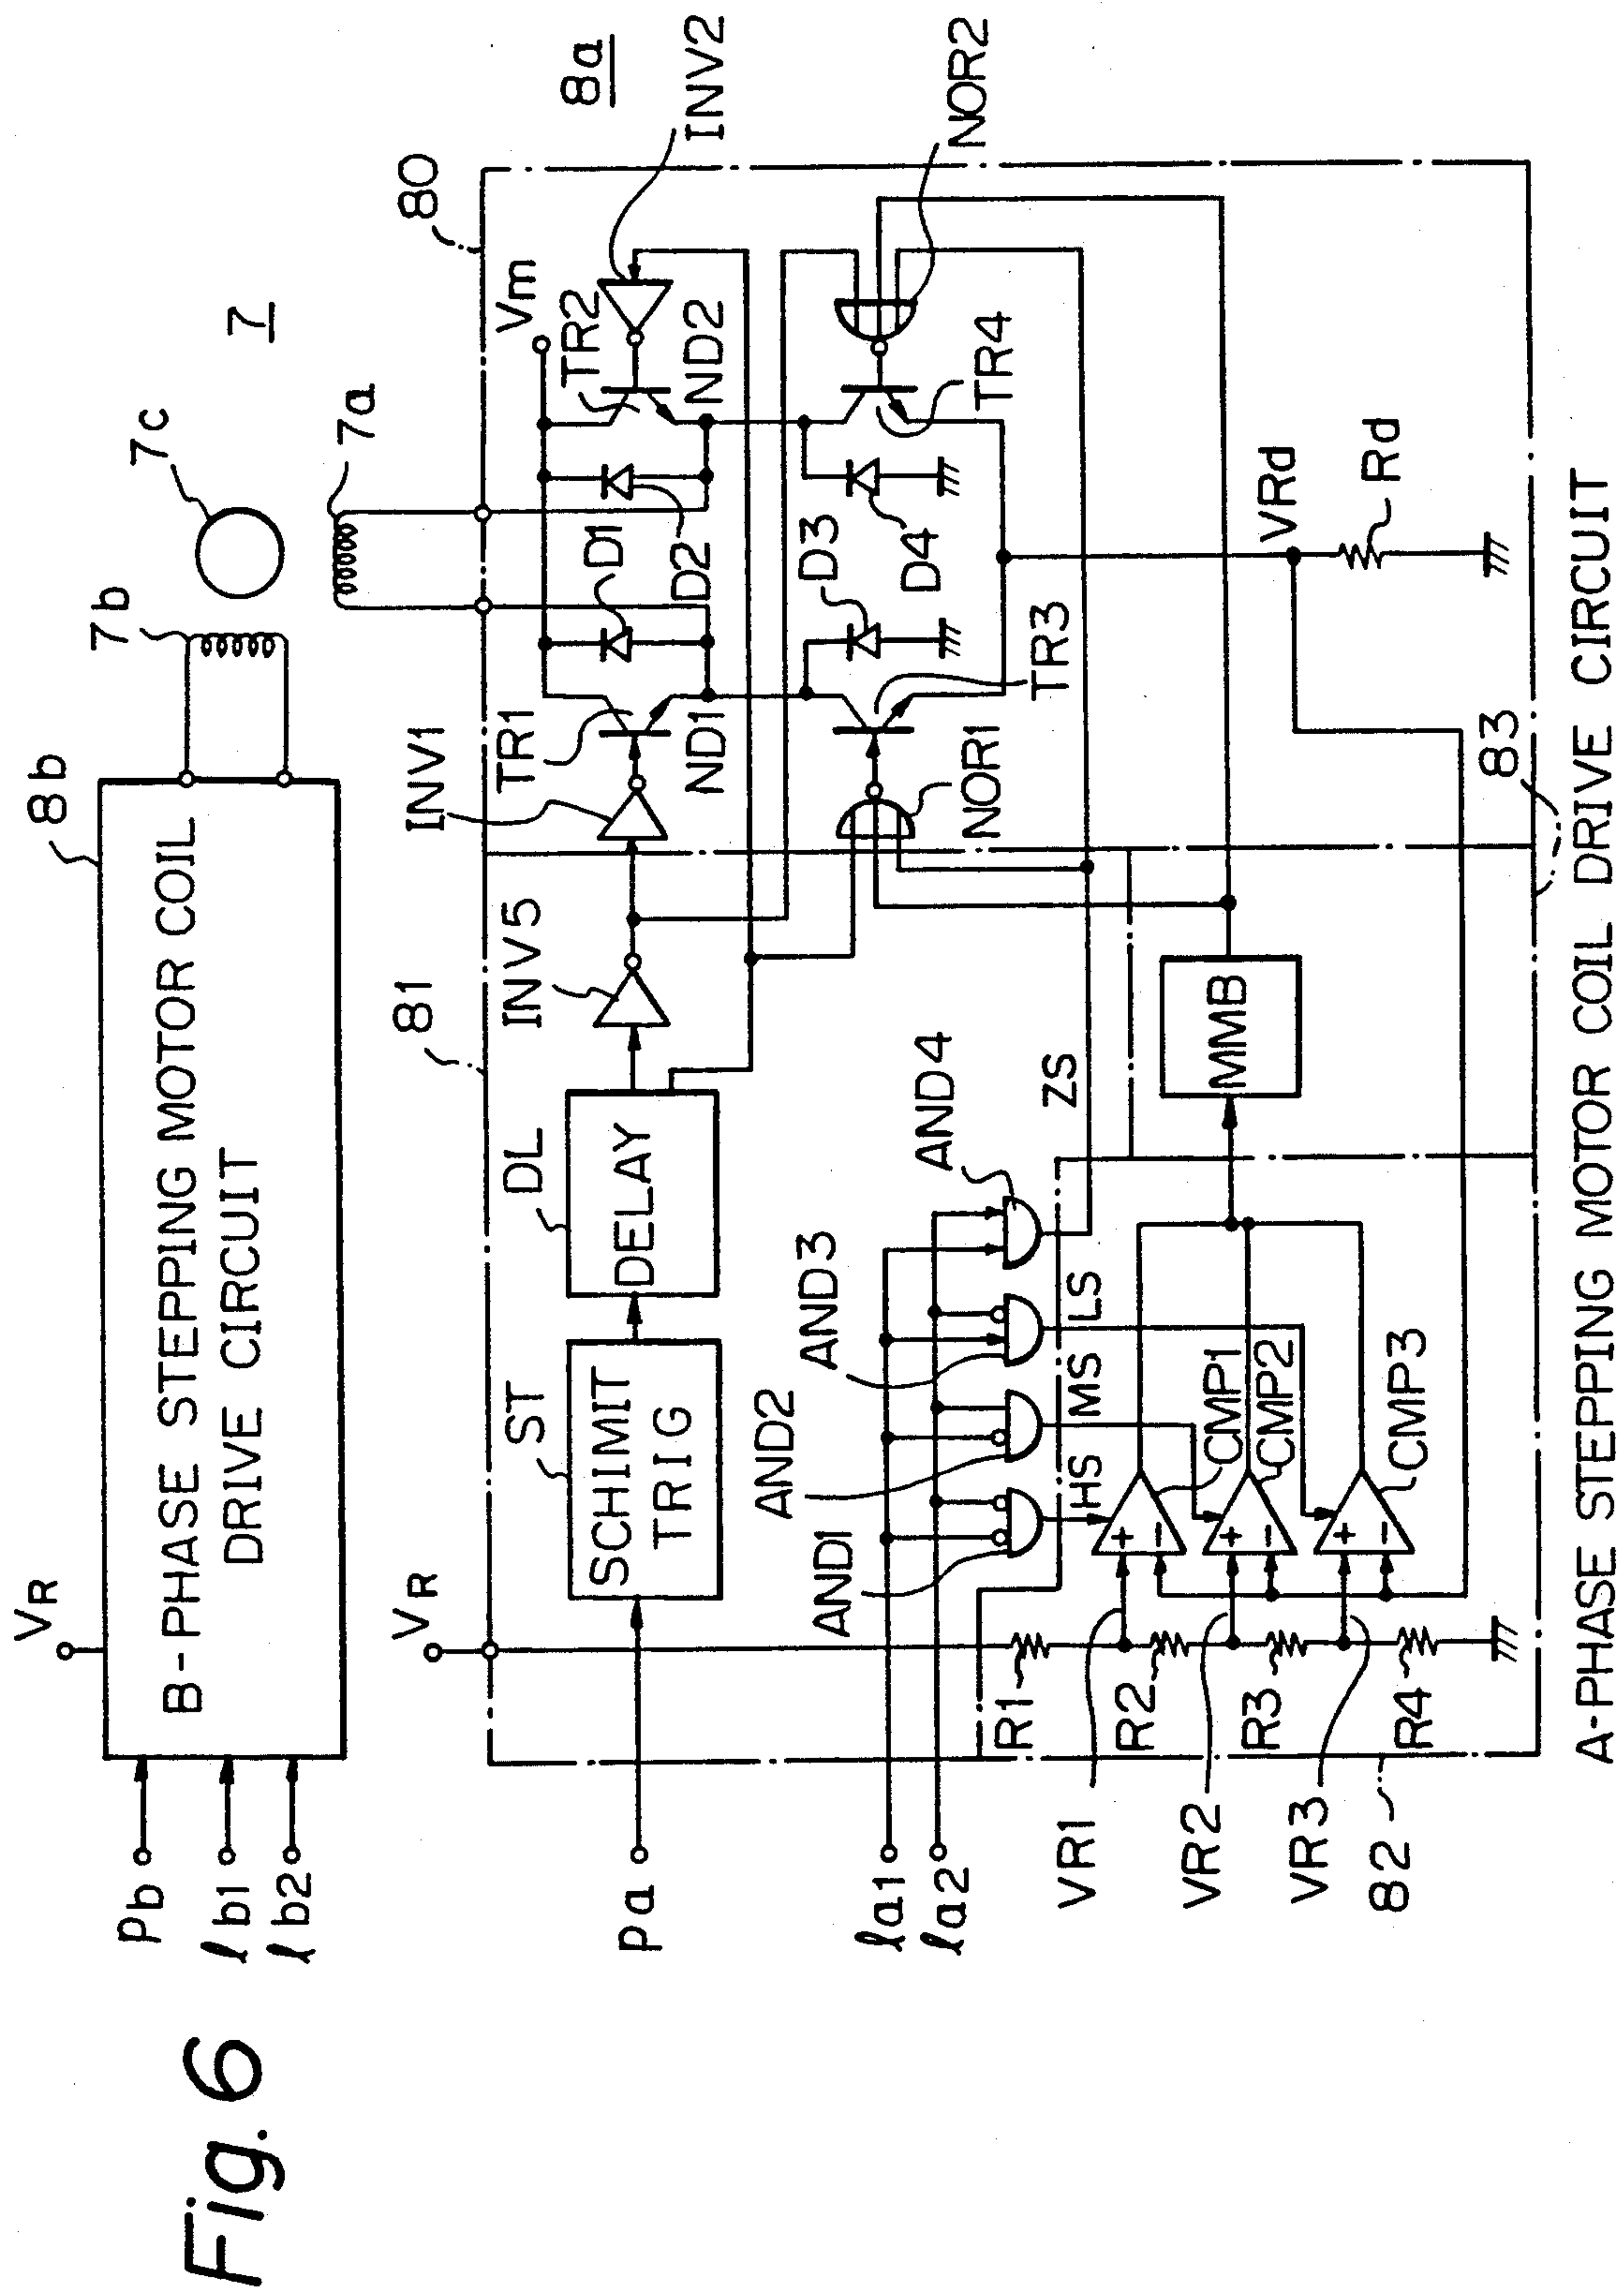 Fig. 6
8b
7b
7c
7
7a
VR
B-PHASE STEPPING MOTOR COIL
DRIVE CIRCUIT
Pb
ℓb1
ℓb2
8a
VR
81
80
Vm
ST
DL
INV5
INV1
TR1
D1
D2
TR2
INV2
SCHIMIT
TRIG
DELAY
ND1
ND2
pa
D3
D4
NOR1
TR3
TR4
NOR2
AND1
AND2
AND3
AND4
ℓa1
ℓa2
HS
MS
LS
ZS
R1
R2
R3
R4
VR1
VR2
VR3
+
-
+
-
+
-
CMP1
CMP2
CMP3
MMB
VRd
Rd
82
83
A-PHASE STEPPING MOTOR COIL DRIVE CIRCUIT